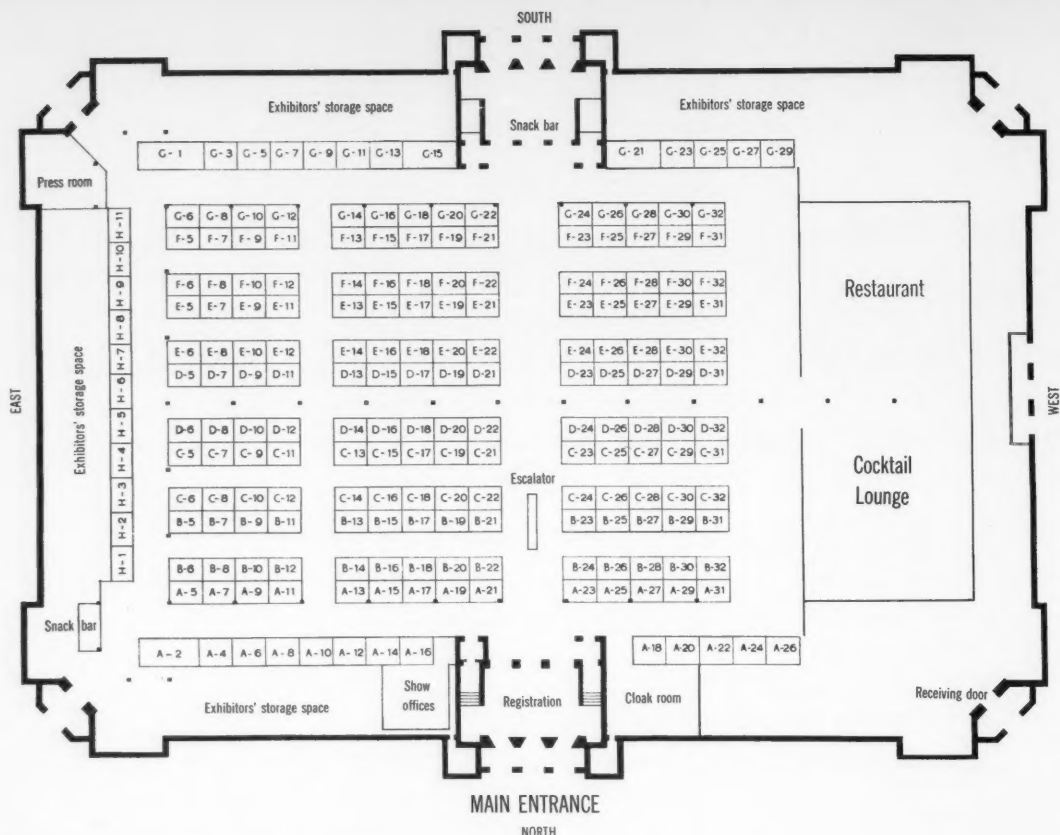 SOUTH
Exhibitors' storage space
Snack bar
Exhibitors' storage space
G-1 G-3 G-5 G-7 G-9 G-11 G-13 G-15
G-21 G-23 G-25 G-27 G-29
Press room
H-11
H-10
H-9
H-8
H-7
H-6
H-5
H-4
H-3
H-2
H-1
G-6 G-8 G-10 G-12 G-14 G-16 G-18 G-20 G-22 G-24 G-26 G-28 G-30 G-32
F-5 F-7 F-9 F-11 F-13 F-15 F-17 F-19 F-21 F-23 F-25 F-27 F-29 F-31
F-6 F-8 F-10 F-12 F-14 F-16 F-18 F-20 F-22 F-24 F-26 F-28 F-30 F-32
E-5 E-7 E-9 E-11 E-13 E-15 E-17 E-19 E-21 E-23 E-25 E-27 E-29 E-31
Restaurant
E-6 E-8 E-10 E-12 E-14 E-16 E-18 E-20 E-22 E-24 E-26 E-28 E-30 E-32
D-5 D-7 D-9 D-11 D-13 D-15 D-17 D-19 D-21 D-23 D-25 D-27 D-29 D-31
EAST
Exhibitors' storage space
WEST
D-6 D-8 D-10 D-12 D-14 D-16 D-18 D-20 D-22 D-24 D-26 D-28 D-30 D-32
C-5 C-7 C-9 C-11 C-13 C-15 C-17 C-19 C-21 C-23 C-25 C-27 C-29 C-31
Cocktail
Lounge
Escalator
C-6 C-8 C-10 C-12 C-14 C-16 C-18 C-20 C-22 C-24 C-26 C-28 C-30 C-32
B-5 B-7 B-9 B-11 B-13 B-15 B-17 B-19 B-21 B-23 B-25 B-27 B-29 B-31
B-6 B-8 B-10 B-12 B-14 B-16 B-18 B-20 B-22 B-24 B-26 B-28 B-30 B-32
A-5 A-7 A-9 A-11 A-13 A-15 A-17 A-19 A-21 A-23 A-25 A-27 A-29 A-31
Snack bar
A-2 A-4 A-6 A-8 A-10 A-12 A-14 A-16
A-18 A-20 A-22 A-24 A-26
Exhibitors' storage space
Show
offices
Registration
Cloak room
Receiving door
MAIN ENTRANCE
NORTH